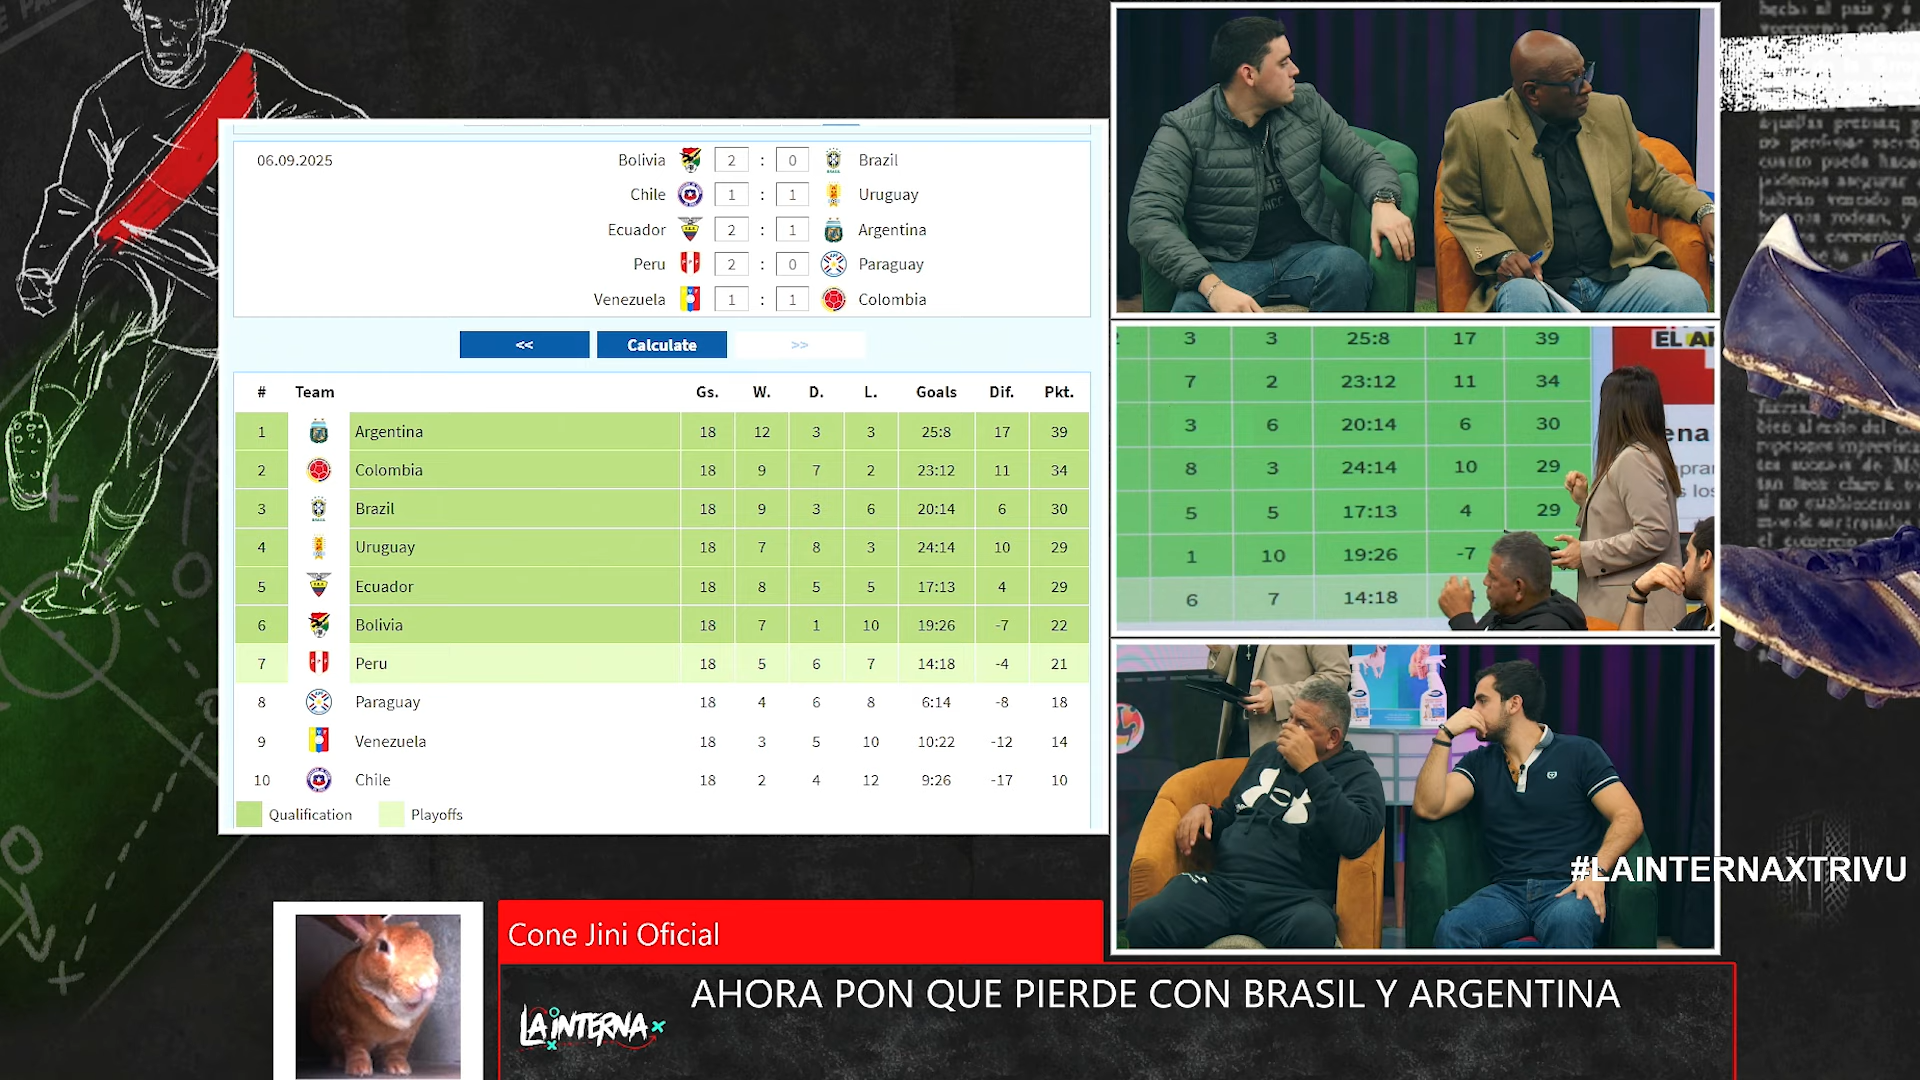 06.09.2025
Bolivia 2 : 0 Brazil
Chile 1 : 1 Uruguay
Ecuador 2 : 1 Argentina
Peru 2 : 0 Paraguay
Venezuela 1 : 1 Colombia
<< Calculate >>
# Team Gs. W. D. L. Goals Dif. Pkt.
1 Argentina 18 12 3 3 25:8 17 39
2 Colombia 18 9 7 2 23:12 11 34
3 Brazil 18 9 3 6 20:14 6 30
4 Uruguay 18 7 8 3 24:14 10 29
5 Ecuador 18 8 5 5 17:13 4 29
6 Bolivia 18 7 1 10 19:26 -7 22
7 Peru 18 5 6 7 14:18 -4 21
8 Paraguay 18 4 6 8 6:14 -8 18
9 Venezuela 18 3 5 10 10:22 -12 14
10 Chile 18 2 4 12 9:26 -17 10
Qualification Playoffs
3 3 25:8 17 39
7 2 23:12 11 34
3 6 20:14 6 30
8 3 24:14 10 29
5 5 17:13 4 29
1 10 19:26 -7
6 7 14:18
#LAINTERNAXTRIVU
Cone Jini Oficial
LA INTERNA
AHORA PON QUE PIERDE CON BRASIL Y ARGENTINA